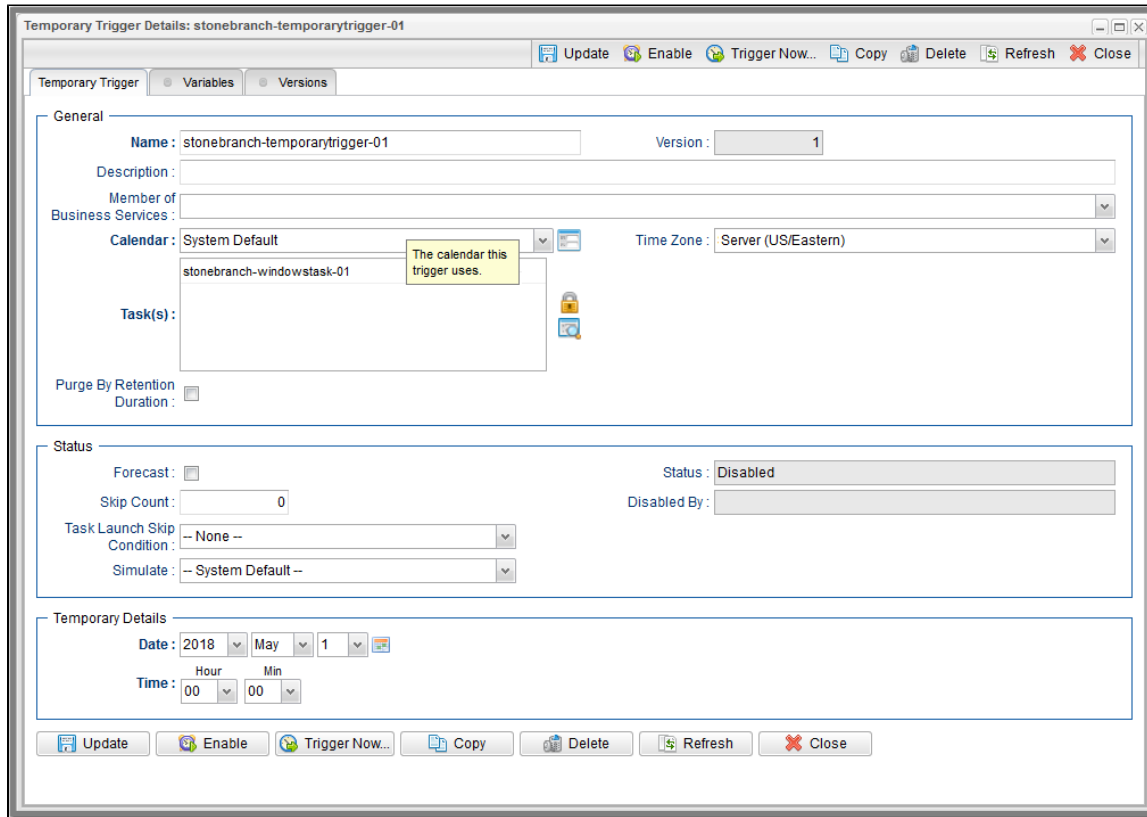 Temporary Trigger Details: stonebranch-temporarytrigger-01
Update Enable Trigger Now... Copy Delete Refresh Close
Temporary Trigger Variables Versions
General
Name : stonebranch-temporarytrigger-01 Version : 1
Description :
Member of
Business Services :
Calendar : System Default Time Zone : Server (US/Eastern)
The calendar this
trigger uses.
stonebranch-windowstask-01
Task(s) :
Purge By Retention
Duration :
Status
Forecast : Status : Disabled
Skip Count : 0 Disabled By :
Task Launch Skip
Condition : -- None --
Simulate : -- System Default --
Temporary Details
Date : 2018 May 1
Hour Min
Time : 00 00
Update Enable Trigger Now... Copy Delete Refresh Close